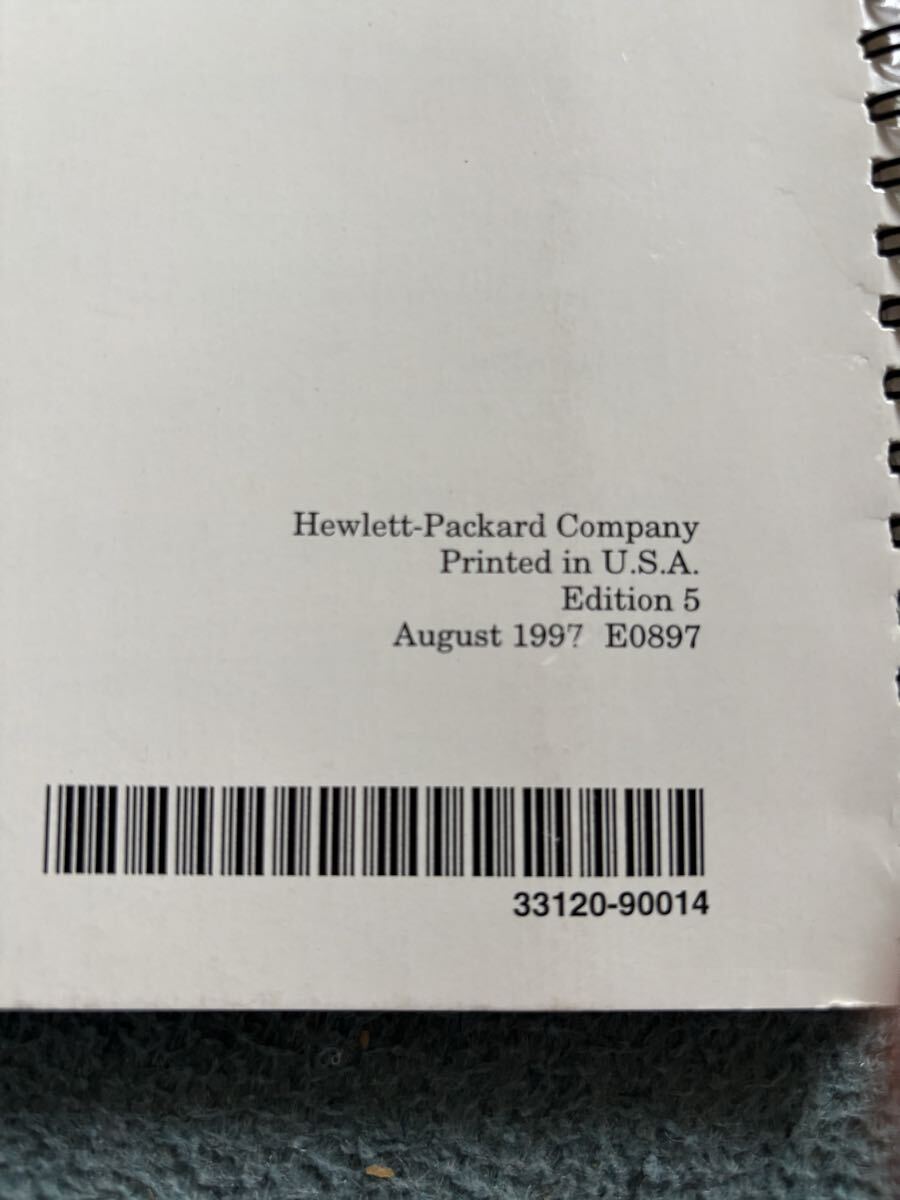 Hewlett-Packard Company
Printed in U.S.A.
Edition 5
August 1997 E0897
33120-90014